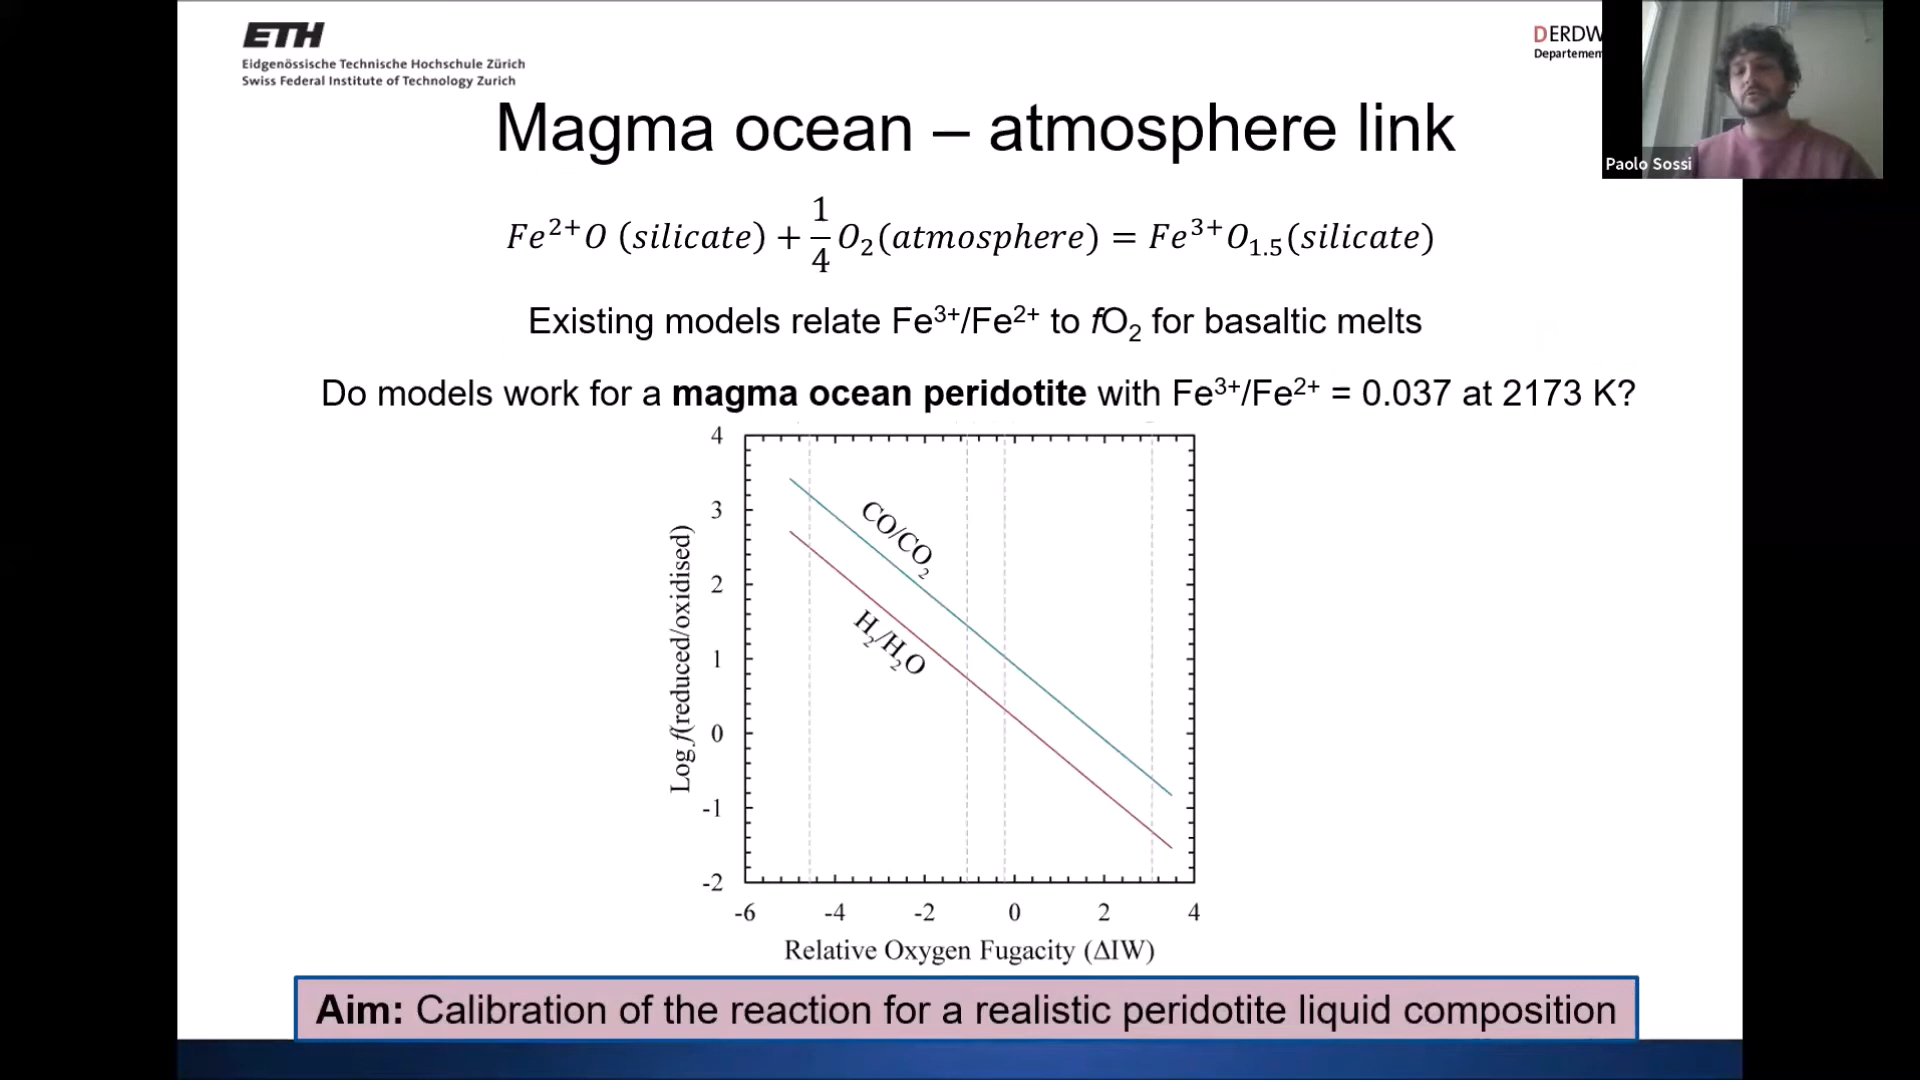 ETH
Eidgenössische Technische Hochschule Zürich
Swiss Federal Institute of Technology Zurich
DERDW
Departemen
Paolo Sossi
Magma ocean – atmosphere link
Fe²⁺O (silicate) + 1/4 O₂(atmosphere) = Fe³⁺O₁.₅(silicate)
Existing models relate Fe³⁺/Fe²⁺ to fO₂ for basaltic melts
Do models work for a magma ocean peridotite with Fe³⁺/Fe²⁺ = 0.037 at 2173 K?
4
3
2
1
0
-1
-2
Log f(reduced/oxidised)
CO/CO₂
H₂/H₂O
-6 -4 -2 0 2 4
Relative Oxygen Fugacity (ΔIW)
Aim: Calibration of the reaction for a realistic peridotite liquid composition